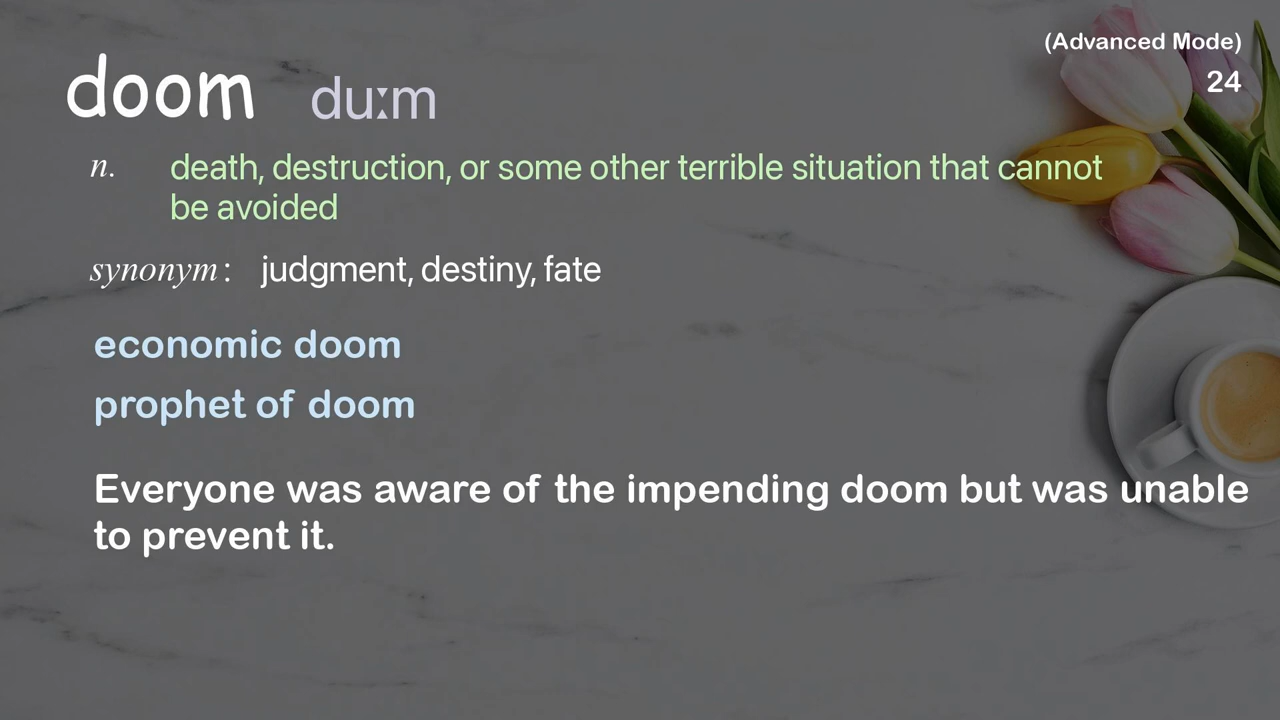 (Advanced Mode)
24
doom duːm
n. death, destruction, or some other terrible situation that cannot
be avoided
synonym: judgment, destiny, fate
economic doom
prophet of doom
Everyone was aware of the impending doom but was unable
to prevent it.